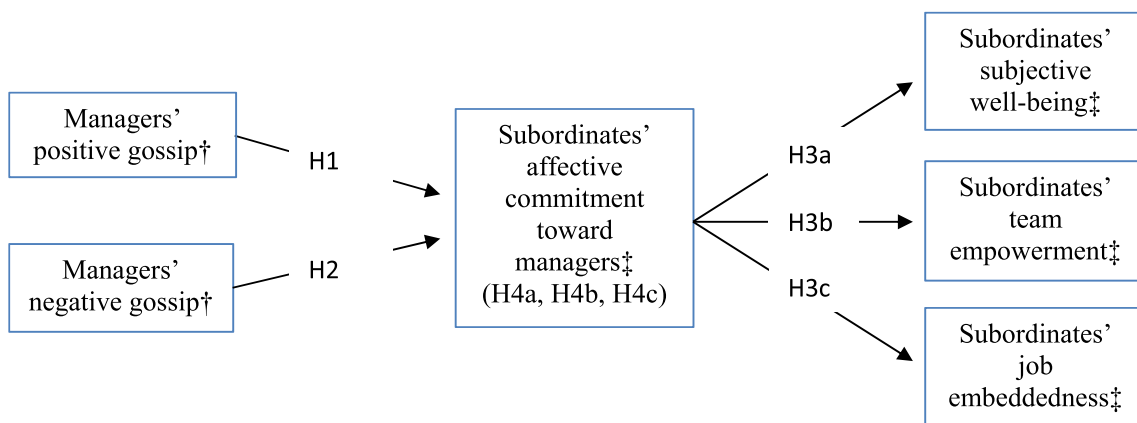 Managers’
positive gossip†
H1
Managers’
negative gossip†
H2
Subordinates’
affective
commitment
toward
managers‡
(H4a, H4b, H4c)
H3a
H3b
H3c
Subordinates’
subjective
well-being‡
Subordinates’
team
empowerment‡
Subordinates’
job
embeddedness‡